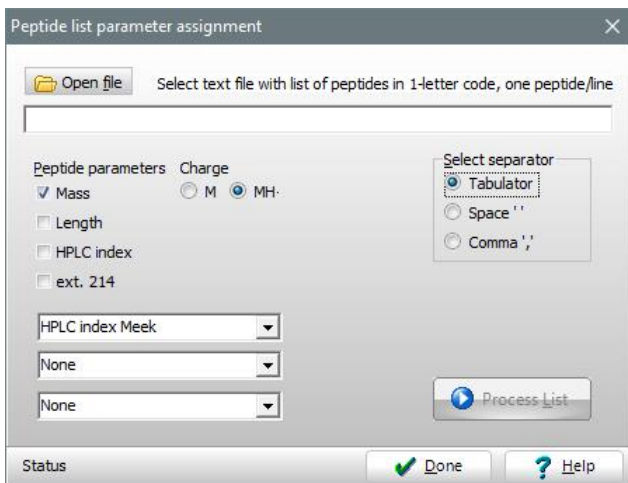 Peptide list parameter assignment
Open file Select text file with list of peptides in 1-letter code, one peptide/line
Peptide parameters Charge Select separator
Mass M MH· Tabulator
Length Space ' '
HPLC index Comma ','
ext. 214
HPLC index Meek
None
None Process List
Status Done Help